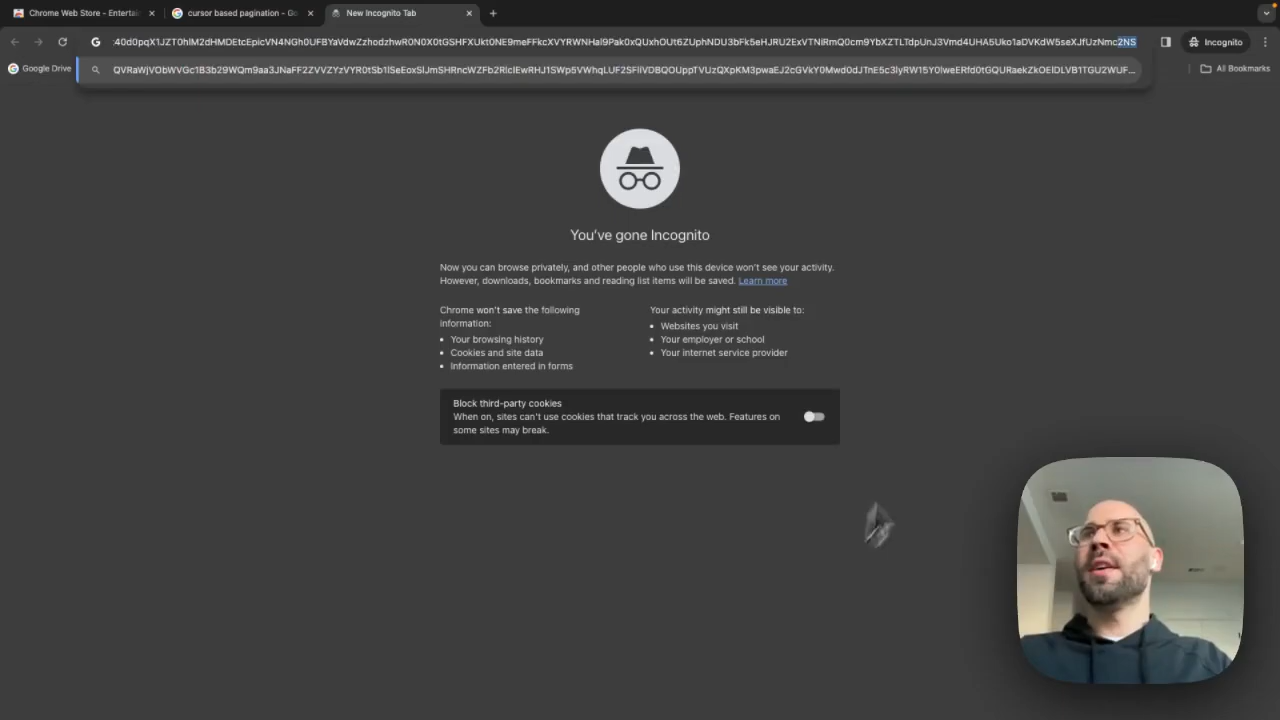 Chrome Web Store – Entertai
cursor based pagination – Go
New Incognito Tab
Incognito
Google Drive
All Bookmarks
You've gone Incognito
Now you can browse privately, and other people who use this device won't see your activity.
However, downloads, bookmarks and reading list items will be saved. Learn more
Chrome won't save the following
information:
Your browsing history
Cookies and site data
Information entered in forms
Your activity might still be visible to:
Websites you visit
Your employer or school
Your internet service provider
Block third-party cookies
When on, sites can't use cookies that track you across the web. Features on
some sites may break.